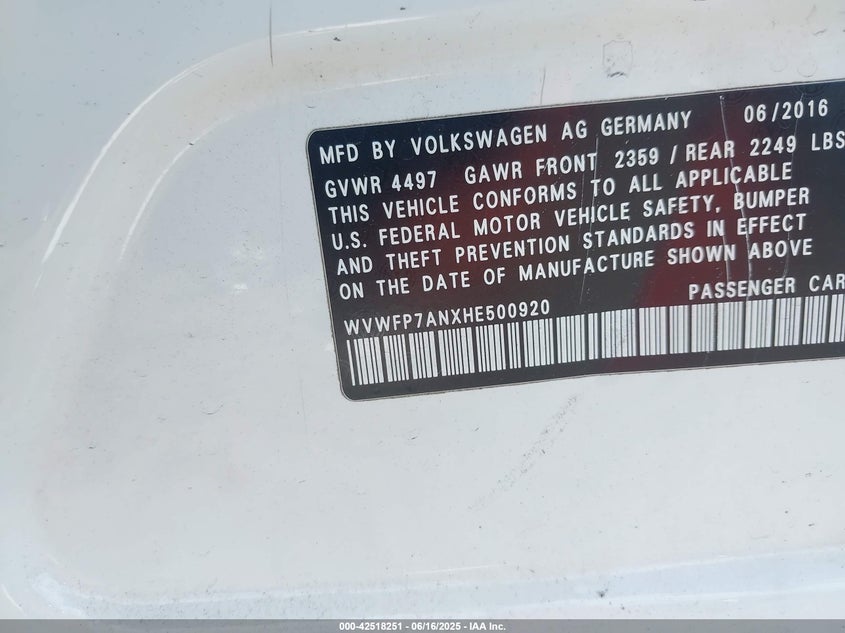 MFD BY VOLKSWAGEN AG GERMANY 06/2016
GVWR 4497 GAWR FRONT 2359 / REAR 2249 LBS
THIS VEHICLE CONFORMS TO ALL APPLICABLE
U.S. FEDERAL MOTOR VEHICLE SAFETY, BUMPER
AND THEFT PREVENTION STANDARDS IN EFFECT
ON THE DATE OF MANUFACTURE SHOWN ABOVE
PASSENGER CAR
WVWFP7ANXHE500920
000-42518251 - 06/16/2025 - IAA Inc.